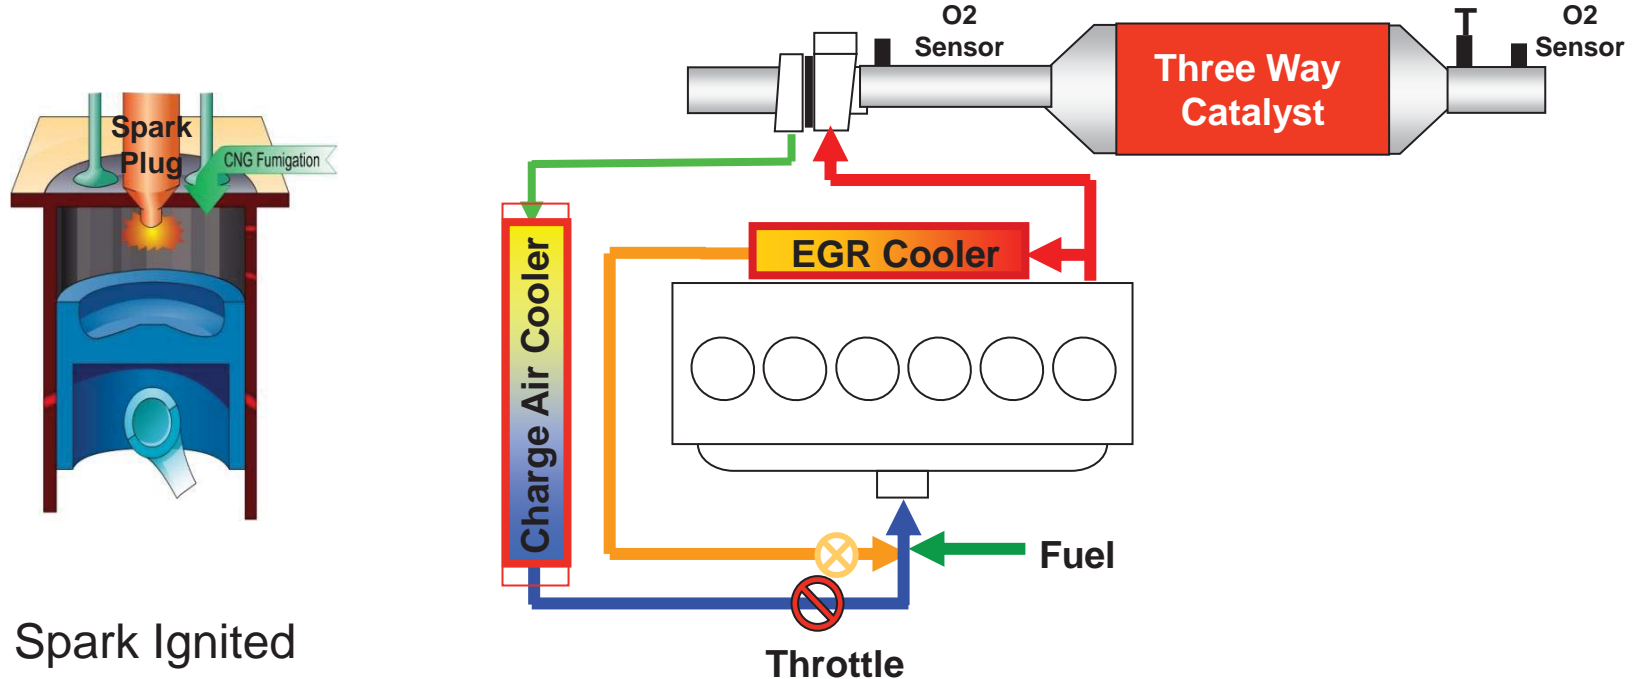 O2
Sensor
T
O2
Sensor
Three Way
Catalyst
Spark
Plug
CNG Fumigation
EGR Cooler
Charge Air Cooler
Fuel
Throttle
Spark Ignited